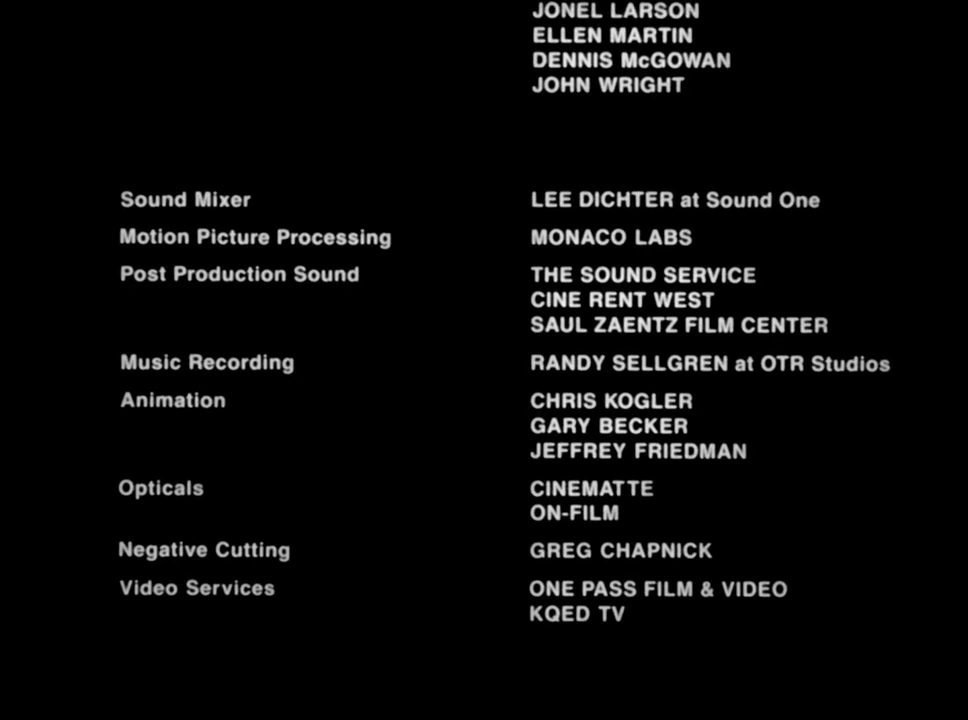 JONEL LARSON
ELLEN MARTIN
DENNIS McGOWAN
JOHN WRIGHT
Sound Mixer LEE DICHTER at Sound One
Motion Picture Processing MONACO LABS
Post Production Sound THE SOUND SERVICE
CINE RENT WEST
SAUL ZAENTZ FILM CENTER
Music Recording RANDY SELLGREN at OTR Studios
Animation CHRIS KOGLER
GARY BECKER
JEFFREY FRIEDMAN
Opticals CINEMATTE
ON-FILM
Negative Cutting GREG CHAPNICK
Video Services ONE PASS FILM & VIDEO
KQED TV